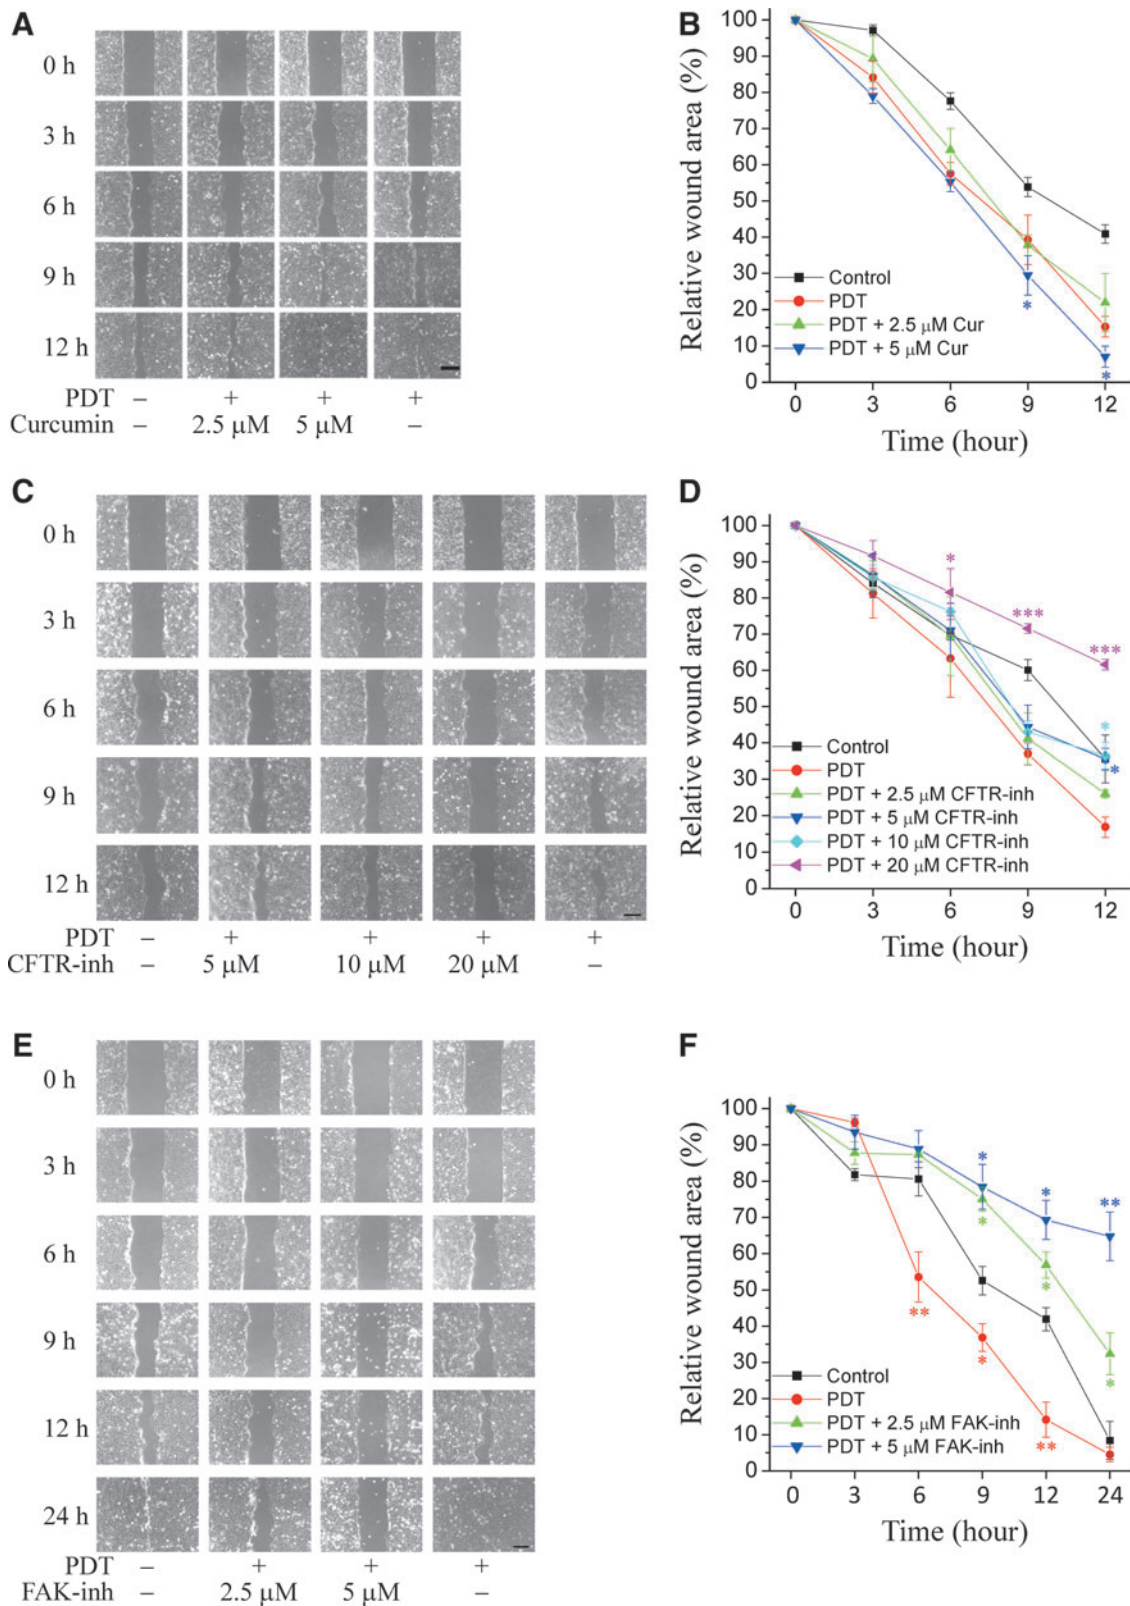 A
0 h
3 h
6 h
9 h
12 h
PDT – + + +
Curcumin – 2.5 μM 5 μM –
B
Relative wound area (%)
100
90
80
70
60
50
40
30
20
10
0
Control
PDT
PDT + 2.5 μM Cur
PDT + 5 μM Cur
*
*
0 3 6 9 12
Time (hour)
C
0 h
3 h
6 h
9 h
12 h
PDT – + + + +
CFTR-inh – 5 μM 10 μM 20 μM –
D
Relative wound area (%)
100
90
80
70
60
50
40
30
20
10
0
*
***
***
*
*
Control
PDT
PDT + 2.5 μM CFTR-inh
PDT + 5 μM CFTR-inh
PDT + 10 μM CFTR-inh
PDT + 20 μM CFTR-inh
0 3 6 9 12
Time (hour)
E
0 h
3 h
6 h
9 h
12 h
24 h
PDT – + + +
FAK-inh – 2.5 μM 5 μM –
F
Relative wound area (%)
100
90
80
70
60
50
40
30
20
10
0
*
*
**
*
*
**
*
*
**
Control
PDT
PDT + 2.5 μM FAK-inh
PDT + 5 μM FAK-inh
0 3 6 9 12 24
Time (hour)